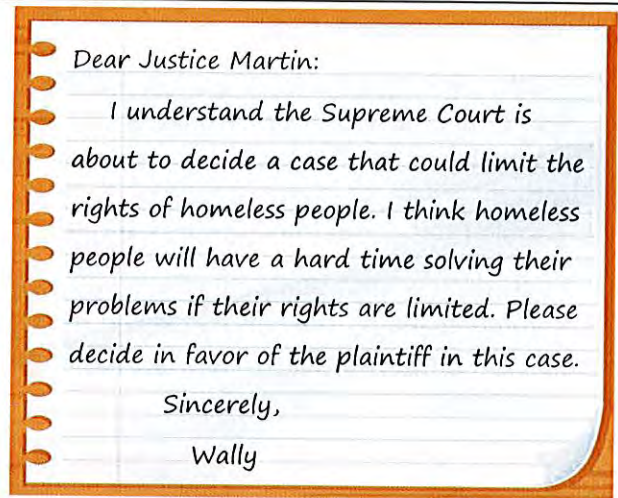 Dear Justice Martin:
I understand the Supreme Court is
about to decide a case that could limit the
rights of homeless people. I think homeless
people will have a hard time solving their
problems if their rights are limited. Please
decide in favor of the plaintiff in this case.
Sincerely,
Wally